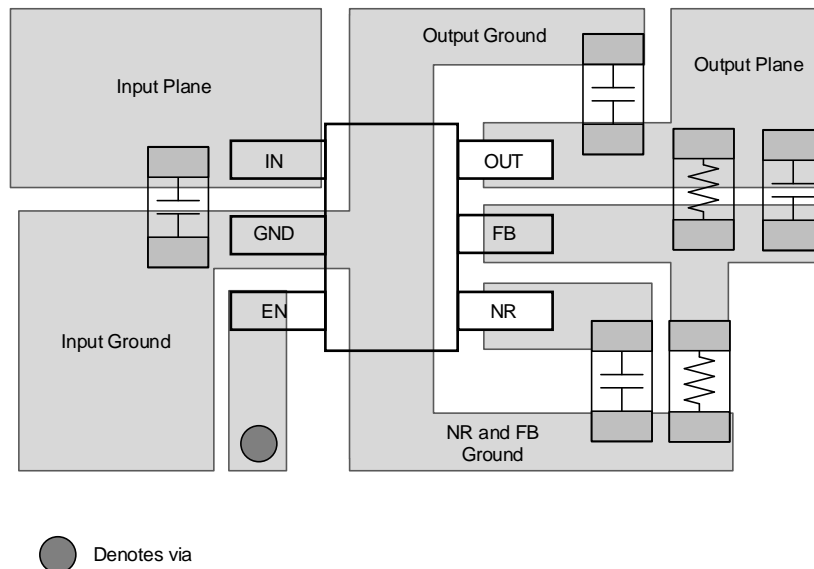 Output Ground
Output Plane
Input Plane
IN
OUT
GND
FB
EN
NR
Input Ground
NR and FB
Ground
Denotes via